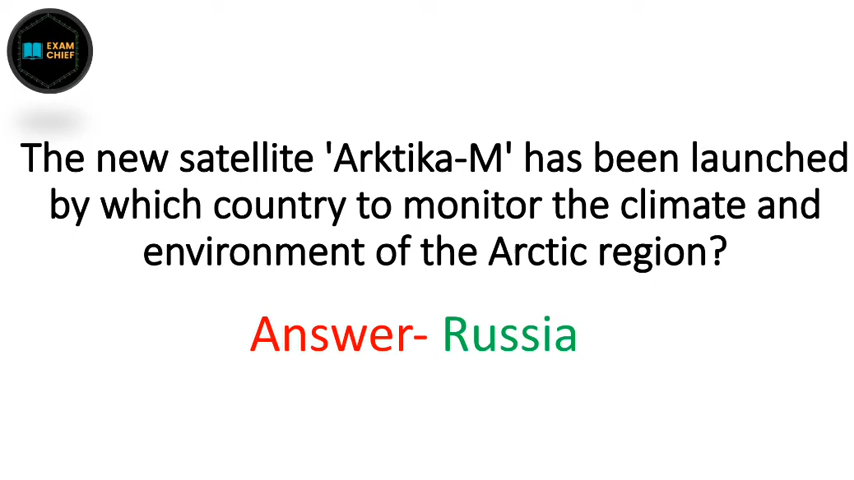 EXAM
CHIEF
The new satellite 'Arktika-M' has been launched
by which country to monitor the climate and
environment of the Arctic region?
Answer- Russia